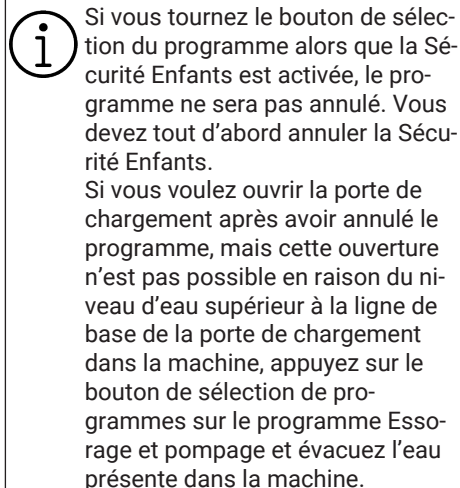 Si vous tournez le bouton de sélec-
tion du programme alors que la Sé-
curité Enfants est activée, le pro-
gramme ne sera pas annulé. Vous
devez tout d'abord annuler la Sécu-
rité Enfants.
Si vous voulez ouvrir la porte de
chargement après avoir annulé le
programme, mais cette ouverture
n'est pas possible en raison du ni-
veau d'eau supérieur à la ligne de
base de la porte de chargement
dans la machine, appuyez sur le
bouton de sélection de pro-
grammes sur le programme Esso-
rage et pompage et évacuez l'eau
présente dans la machine.